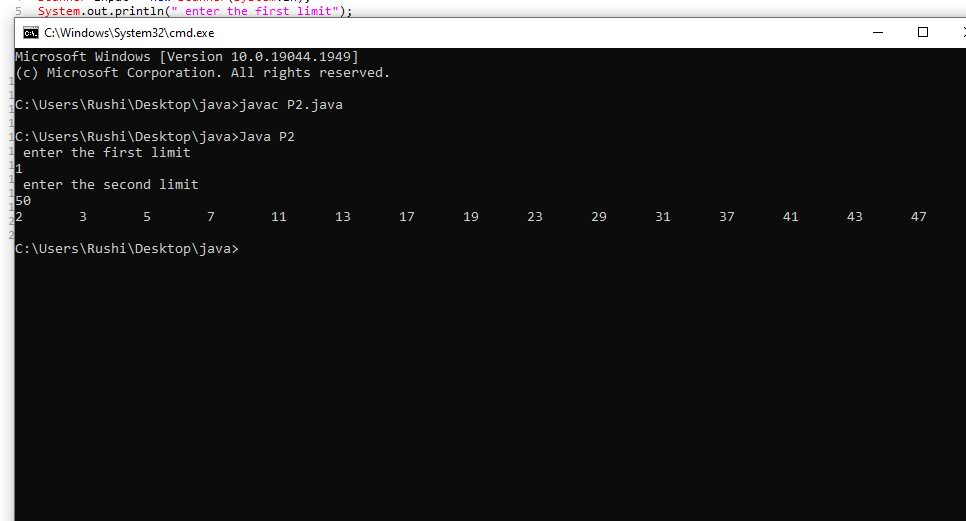 5 System.out.println(" enter the first limit");
C:\Windows\System32\cmd.exe
Microsoft Windows [Version 10.0.19044.1949]
(c) Microsoft Corporation. All rights reserved.
C:\Users\Rushi\Desktop\java>javac P2.java
C:\Users\Rushi\Desktop\java>Java P2
enter the first limit
1
enter the second limit
50
2 3 5 7 11 13 17 19 23 29 31 37 41 43 47
C:\Users\Rushi\Desktop\java>